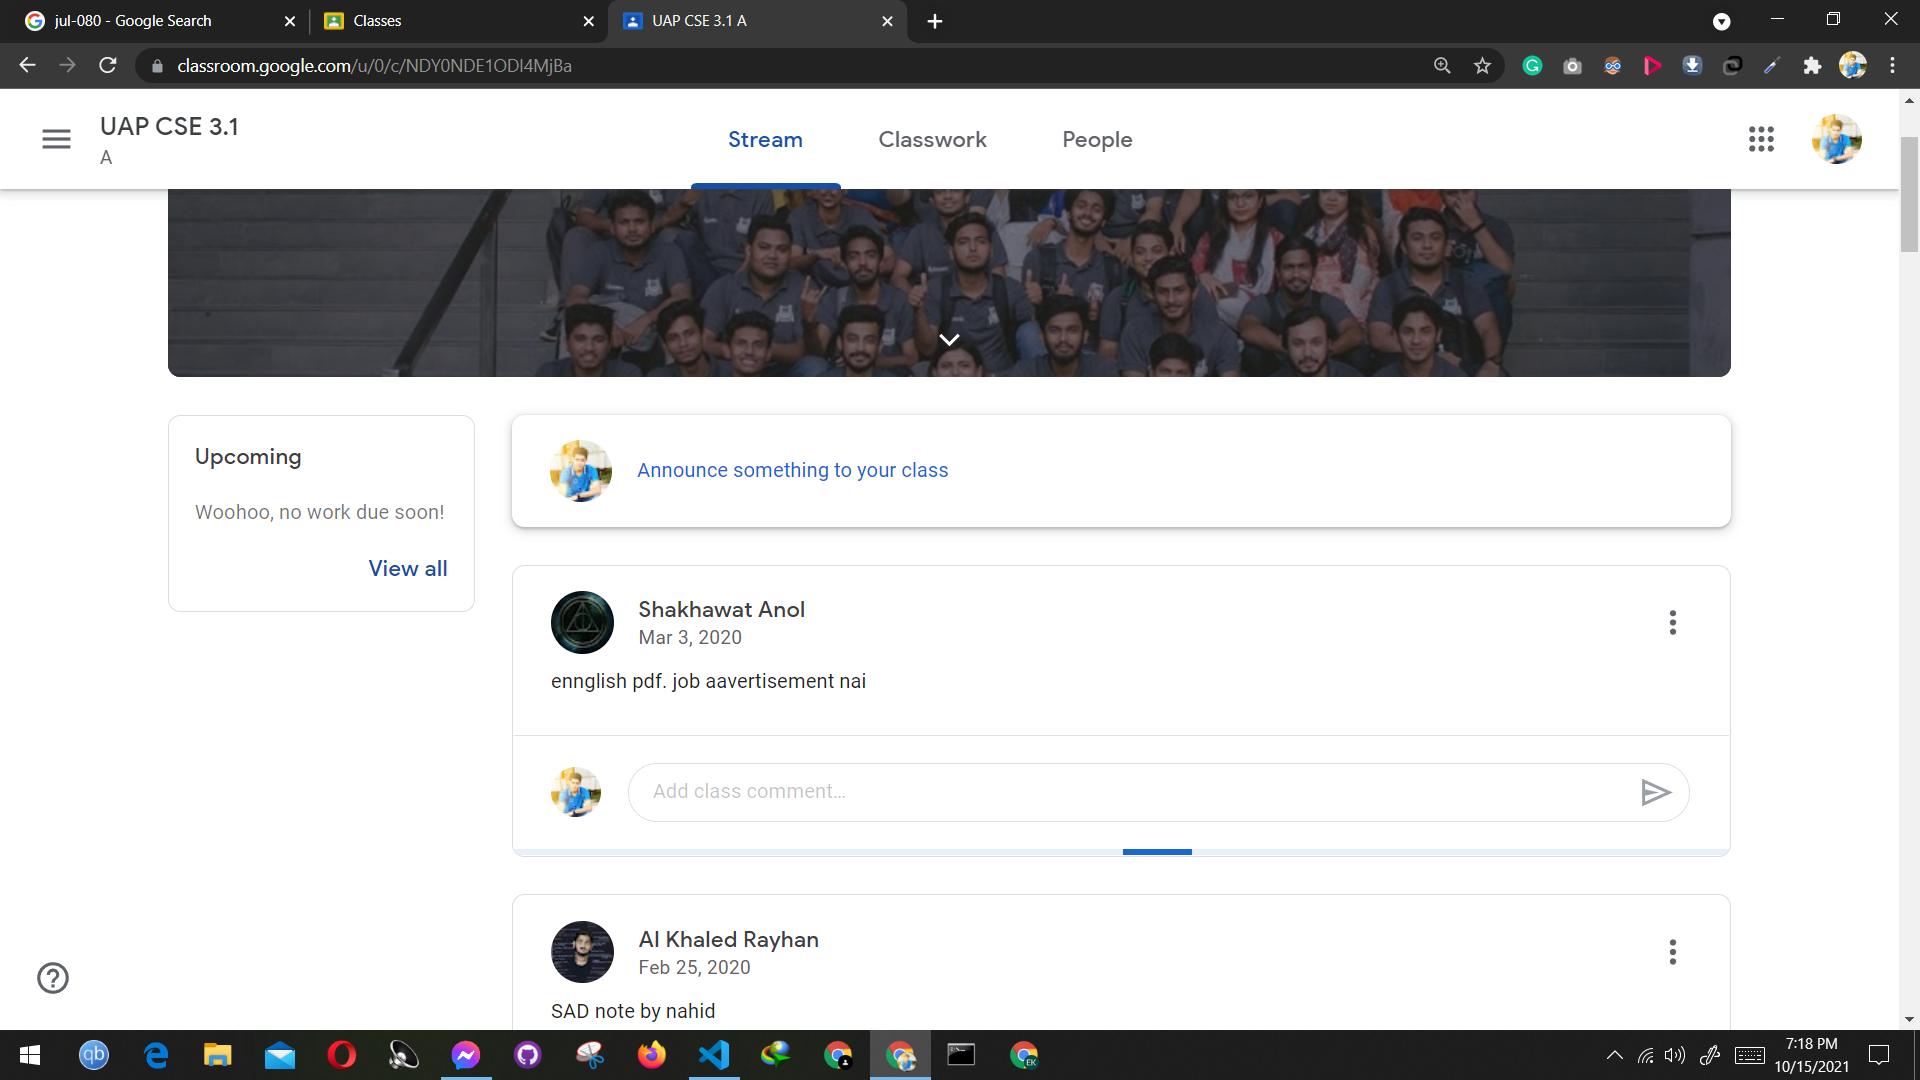 jul-080 - Google Search
Classes
UAP CSE 3.1 A
classroom.google.com/u/0/c/NDY0NDE1ODI4MjBa
UAP CSE 3.1
A
Stream
Classwork
People
Upcoming
Woohoo, no work due soon!
View all
Announce something to your class
Shakhawat Anol
Mar 3, 2020
ennglish pdf. job aavertisement nai
Add class comment…
Al Khaled Rayhan
Feb 25, 2020
SAD note by nahid
qb
EK
7:18 PM
10/15/2021